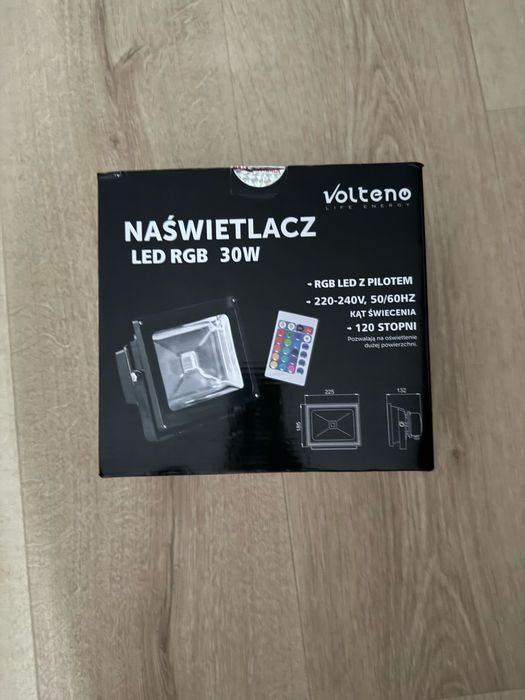 Volteno
LIFE ENERGY
NAŚWIETLACZ
LED RGB 30W
RGB LED Z PILOTEM
220-240V, 50/60HZ
KĄT ŚWIECENIA
120 STOPNI
Pozwalają na oświetlenie
dużej powierzchni.
225
132
185